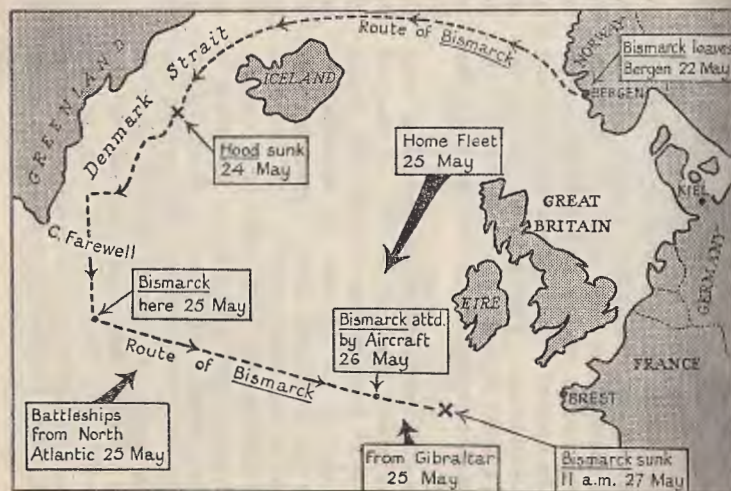 GREENLAND
Denmark Strait
ICELAND
Route of Bismarck
NORWAY
Bismarck leaves
Bergen 22 May
BERGEN
Hood sunk
24 May
Home Fleet
25 May
KIEL
GREAT
BRITAIN
C. Farewell
GERMANY
Bismarck
here 25 May
EIRE
Bismarck attd.
by Aircraft
26 May
Route of Bismarck
FRANCE
BREST
Battleships
from North
Atlantic 25 May
From Gibraltar
25 May
Bismarck sunk
11 a.m. 27 May